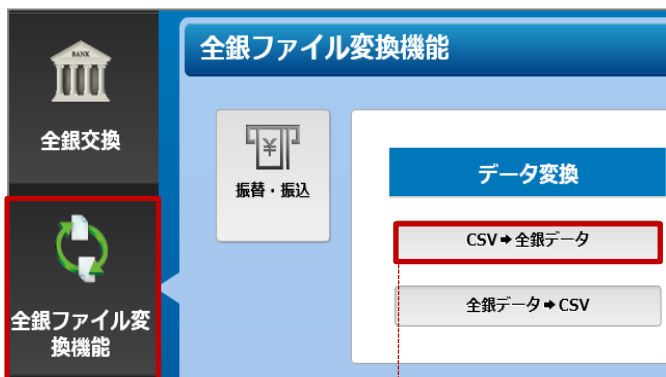 BANK
全銀交換
全銀ファイル変
換機能
全銀ファイル変換機能
¥
振替・振込
データ変換
CSV➡全銀データ
全銀データ➡CSV